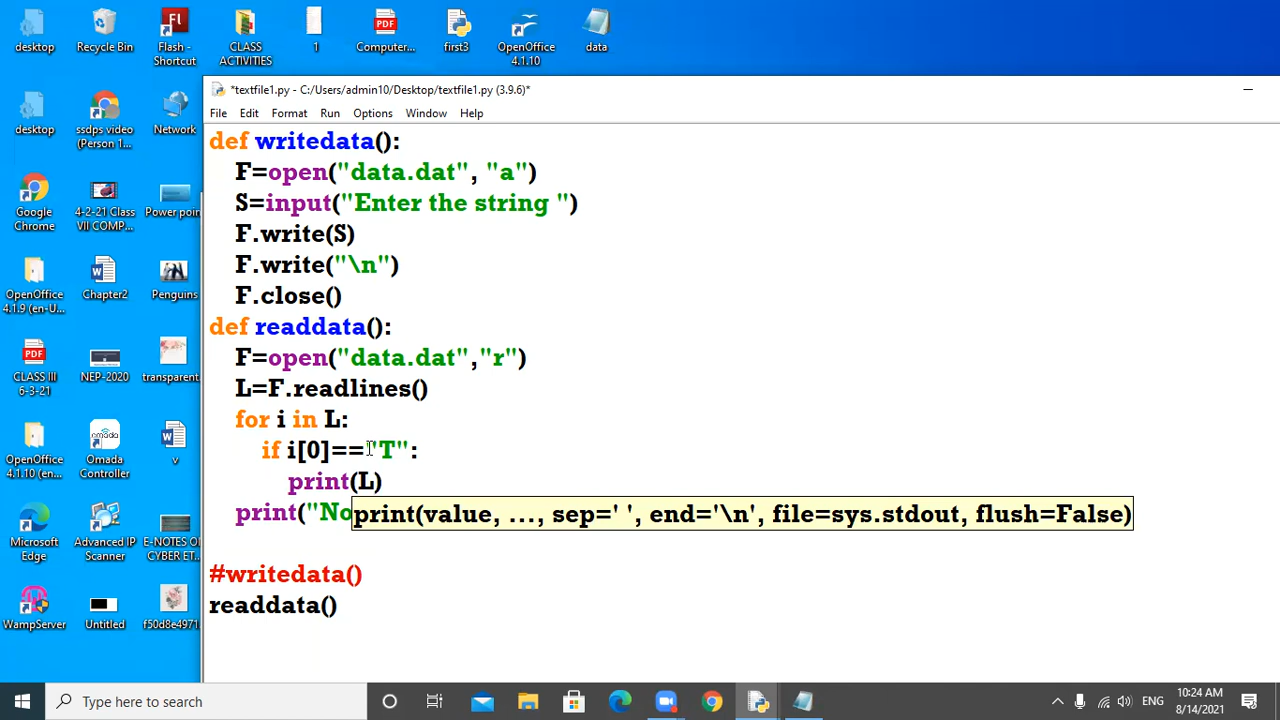 desktop
Recycle Bin
Flash - Shortcut
CLASS ACTIVITIES
1
Computer...
first3
OpenOffice 4.1.10
data
*textfile1.py - C:/Users/admin10/Desktop/textfile1.py (3.9.6)*
File Edit Format Run Options Window Help
desktop
ssdps video (Person 1...
Network
Google Chrome
4-2-21 Class VII COMP...
Power poin
OpenOffice 4.1.9 (en-U...
Chapter2
Penguins
CLASS III 6-3-21
NEP-2020
transparent
OpenOffice 4.1.10 (en-...
Omada Controller
v
Microsoft Edge
Advanced IP Scanner
E-NOTES O CYBER ET...
WampServer
Untitled
f50d8e4971
def writedata():
F=open("data.dat", "a")
S=input("Enter the string ")
F.write(S)
F.write("\n")
F.close()
def readdata():
F=open("data.dat","r")
L=F.readlines()
for i in L:
if i[0]=="T":
print(L)
print("No
print(value, ..., sep=' ', end='\n', file=sys.stdout, flush=False)
#writedata()
readdata()
Type here to search
ENG
10:24 AM
8/14/2021